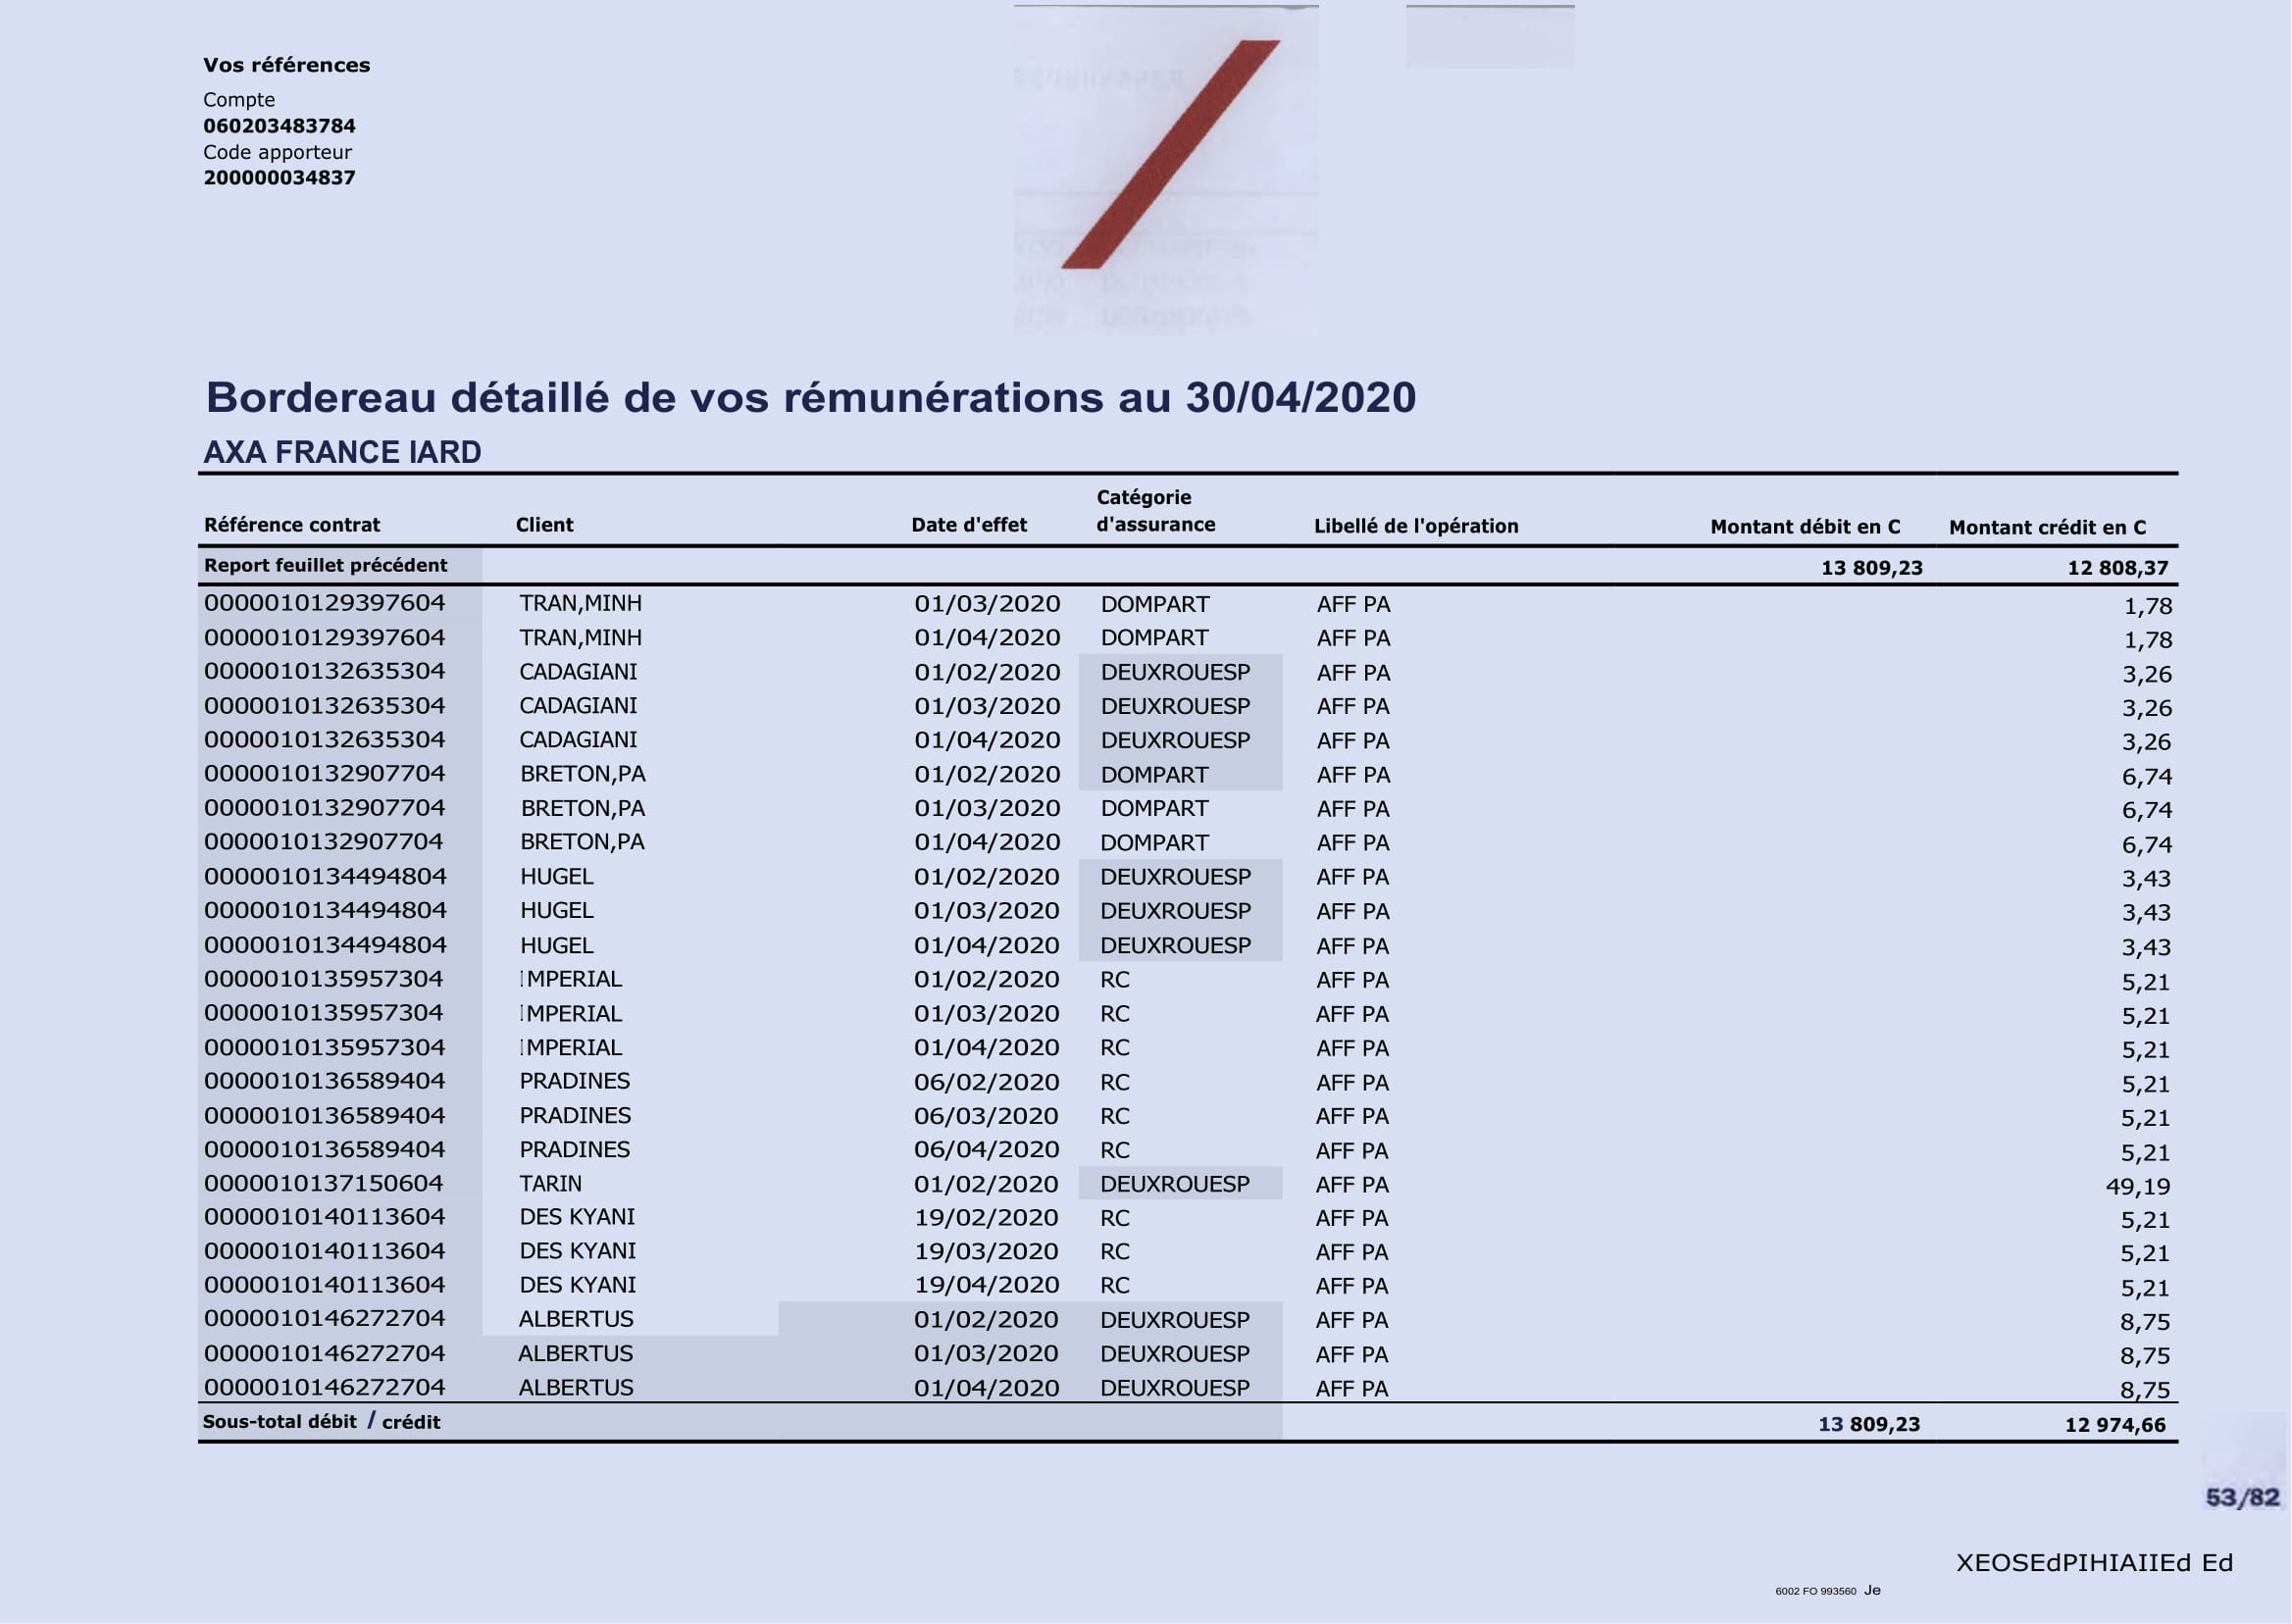 Vos références
Compte
060203483784
Code apporteur
200000034837
Bordereau détaillé de vos rémunérations au 30/04/2020
AXA FRANCE IARD
Référence contrat Client Date d'effet Catégorie d'assurance Libellé de l'opération Montant débit en C Montant crédit en C
Report feuillet précédent 13 809,23 12 808,37
0000010129397604 TRAN,MINH 01/03/2020 DOMPART AFF PA 1,78
0000010129397604 TRAN,MINH 01/04/2020 DOMPART AFF PA 1,78
0000010132635304 CADAGIANI 01/02/2020 DEUXROUESP AFF PA 3,26
0000010132635304 CADAGIANI 01/03/2020 DEUXROUESP AFF PA 3,26
0000010132635304 CADAGIANI 01/04/2020 DEUXROUESP AFF PA 3,26
0000010132907704 BRETON,PA 01/02/2020 DOMPART AFF PA 6,74
0000010132907704 BRETON,PA 01/03/2020 DOMPART AFF PA 6,74
0000010132907704 BRETON,PA 01/04/2020 DOMPART AFF PA 6,74
0000010134494804 HUGEL 01/02/2020 DEUXROUESP AFF PA 3,43
0000010134494804 HUGEL 01/03/2020 DEUXROUESP AFF PA 3,43
0000010134494804 HUGEL 01/04/2020 DEUXROUESP AFF PA 3,43
0000010135957304 IMPERIAL 01/02/2020 RC AFF PA 5,21
0000010135957304 IMPERIAL 01/03/2020 RC AFF PA 5,21
0000010135957304 IMPERIAL 01/04/2020 RC AFF PA 5,21
0000010136589404 PRADINES 06/02/2020 RC AFF PA 5,21
0000010136589404 PRADINES 06/03/2020 RC AFF PA 5,21
0000010136589404 PRADINES 06/04/2020 RC AFF PA 5,21
0000010137150604 TARIN 01/02/2020 DEUXROUESP AFF PA 49,19
0000010140113604 DES KYANI 19/02/2020 RC AFF PA 5,21
0000010140113604 DES KYANI 19/03/2020 RC AFF PA 5,21
0000010140113604 DES KYANI 19/04/2020 RC AFF PA 5,21
0000010146272704 ALBERTUS 01/02/2020 DEUXROUESP AFF PA 8,75
0000010146272704 ALBERTUS 01/03/2020 DEUXROUESP AFF PA 8,75
0000010146272704 ALBERTUS 01/04/2020 DEUXROUESP AFF PA 8,75
Sous-total débit / crédit 13 809,23 12 974,66
53/82
XEOSEdPIHIAIIEd Ed
6002 FO 993560 Je